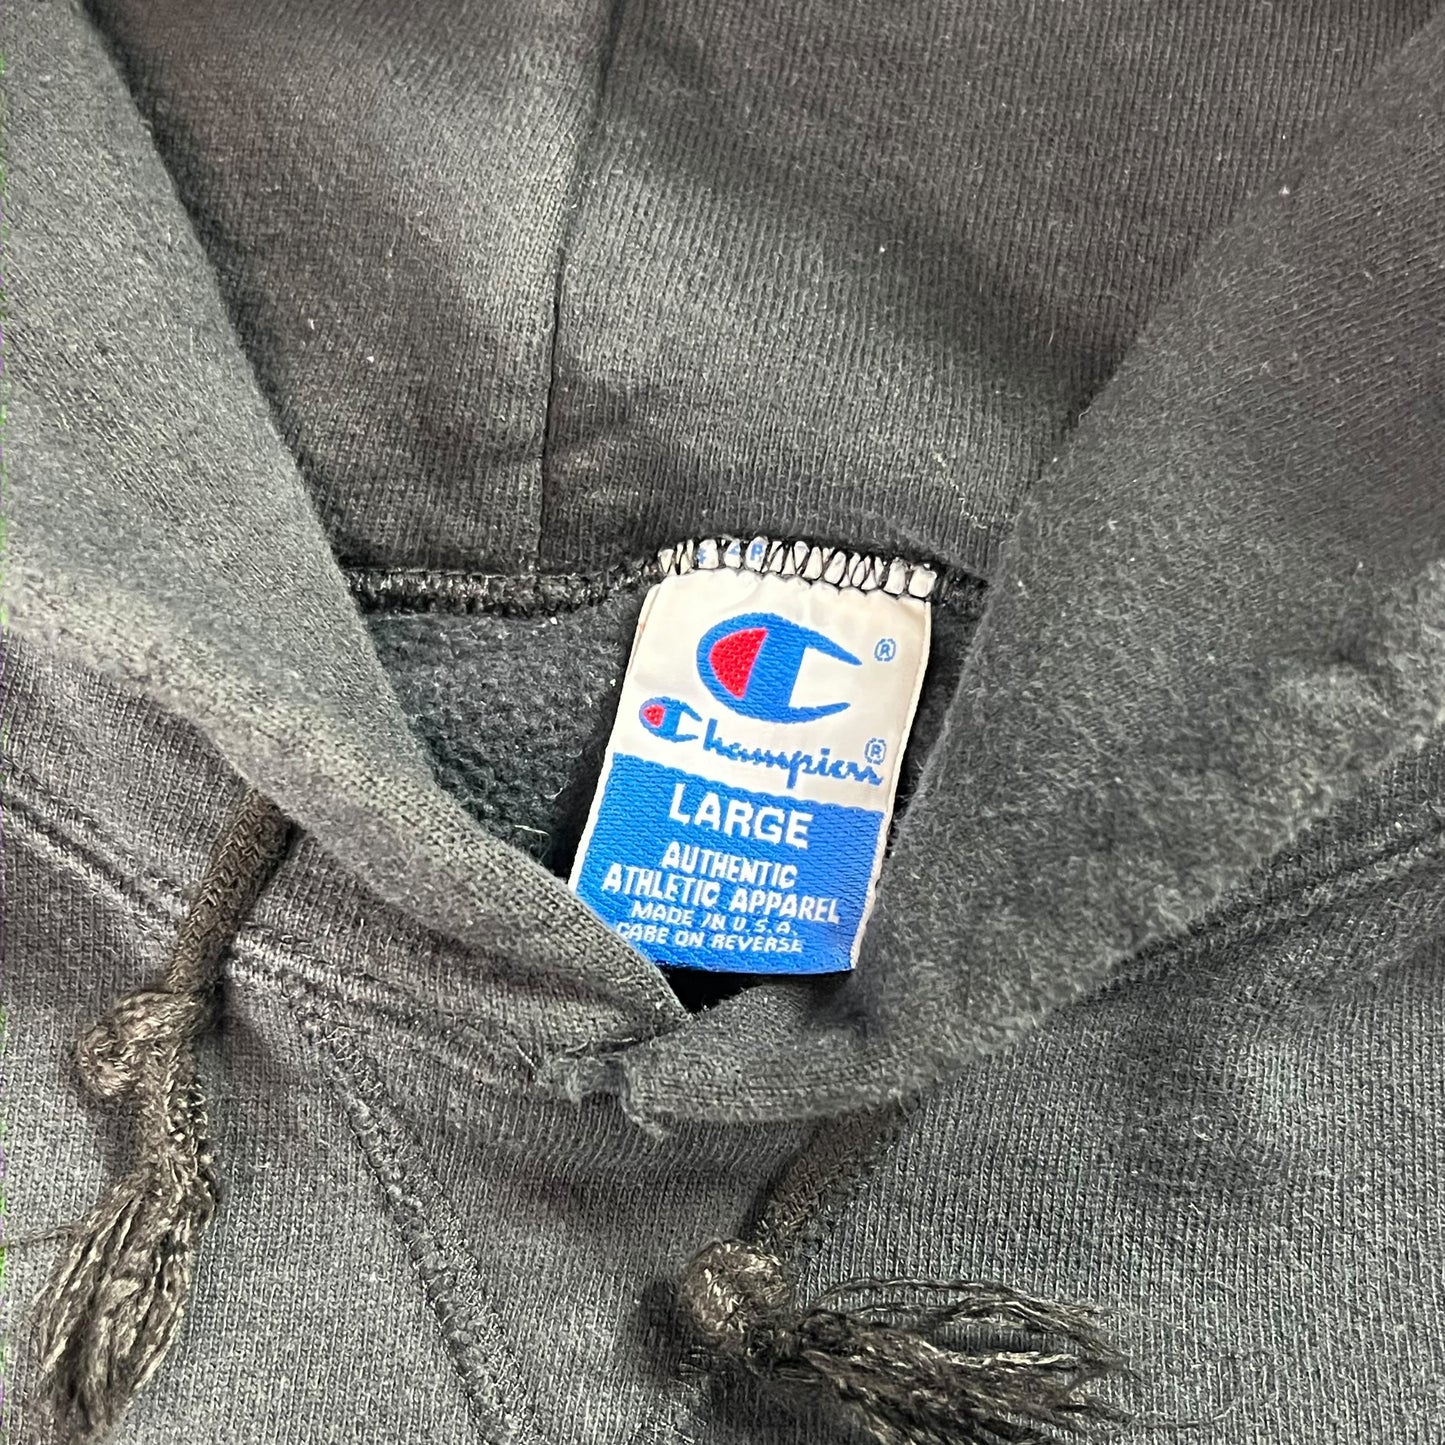 C ®
Champion ®
LARGE
AUTHENTIC
ATHLETIC APPAREL
MADE IN U.S.A.
CARE ON REVERSE